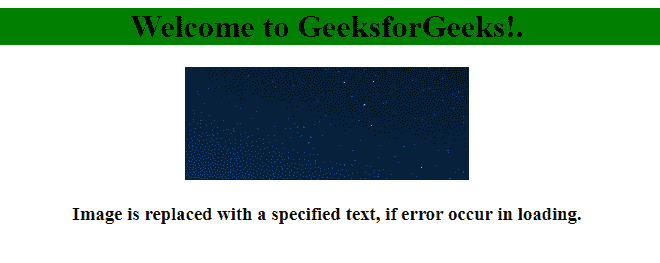 Welcome to GeeksforGeeks!.
Image is replaced with a specified text, if error occur in loading.